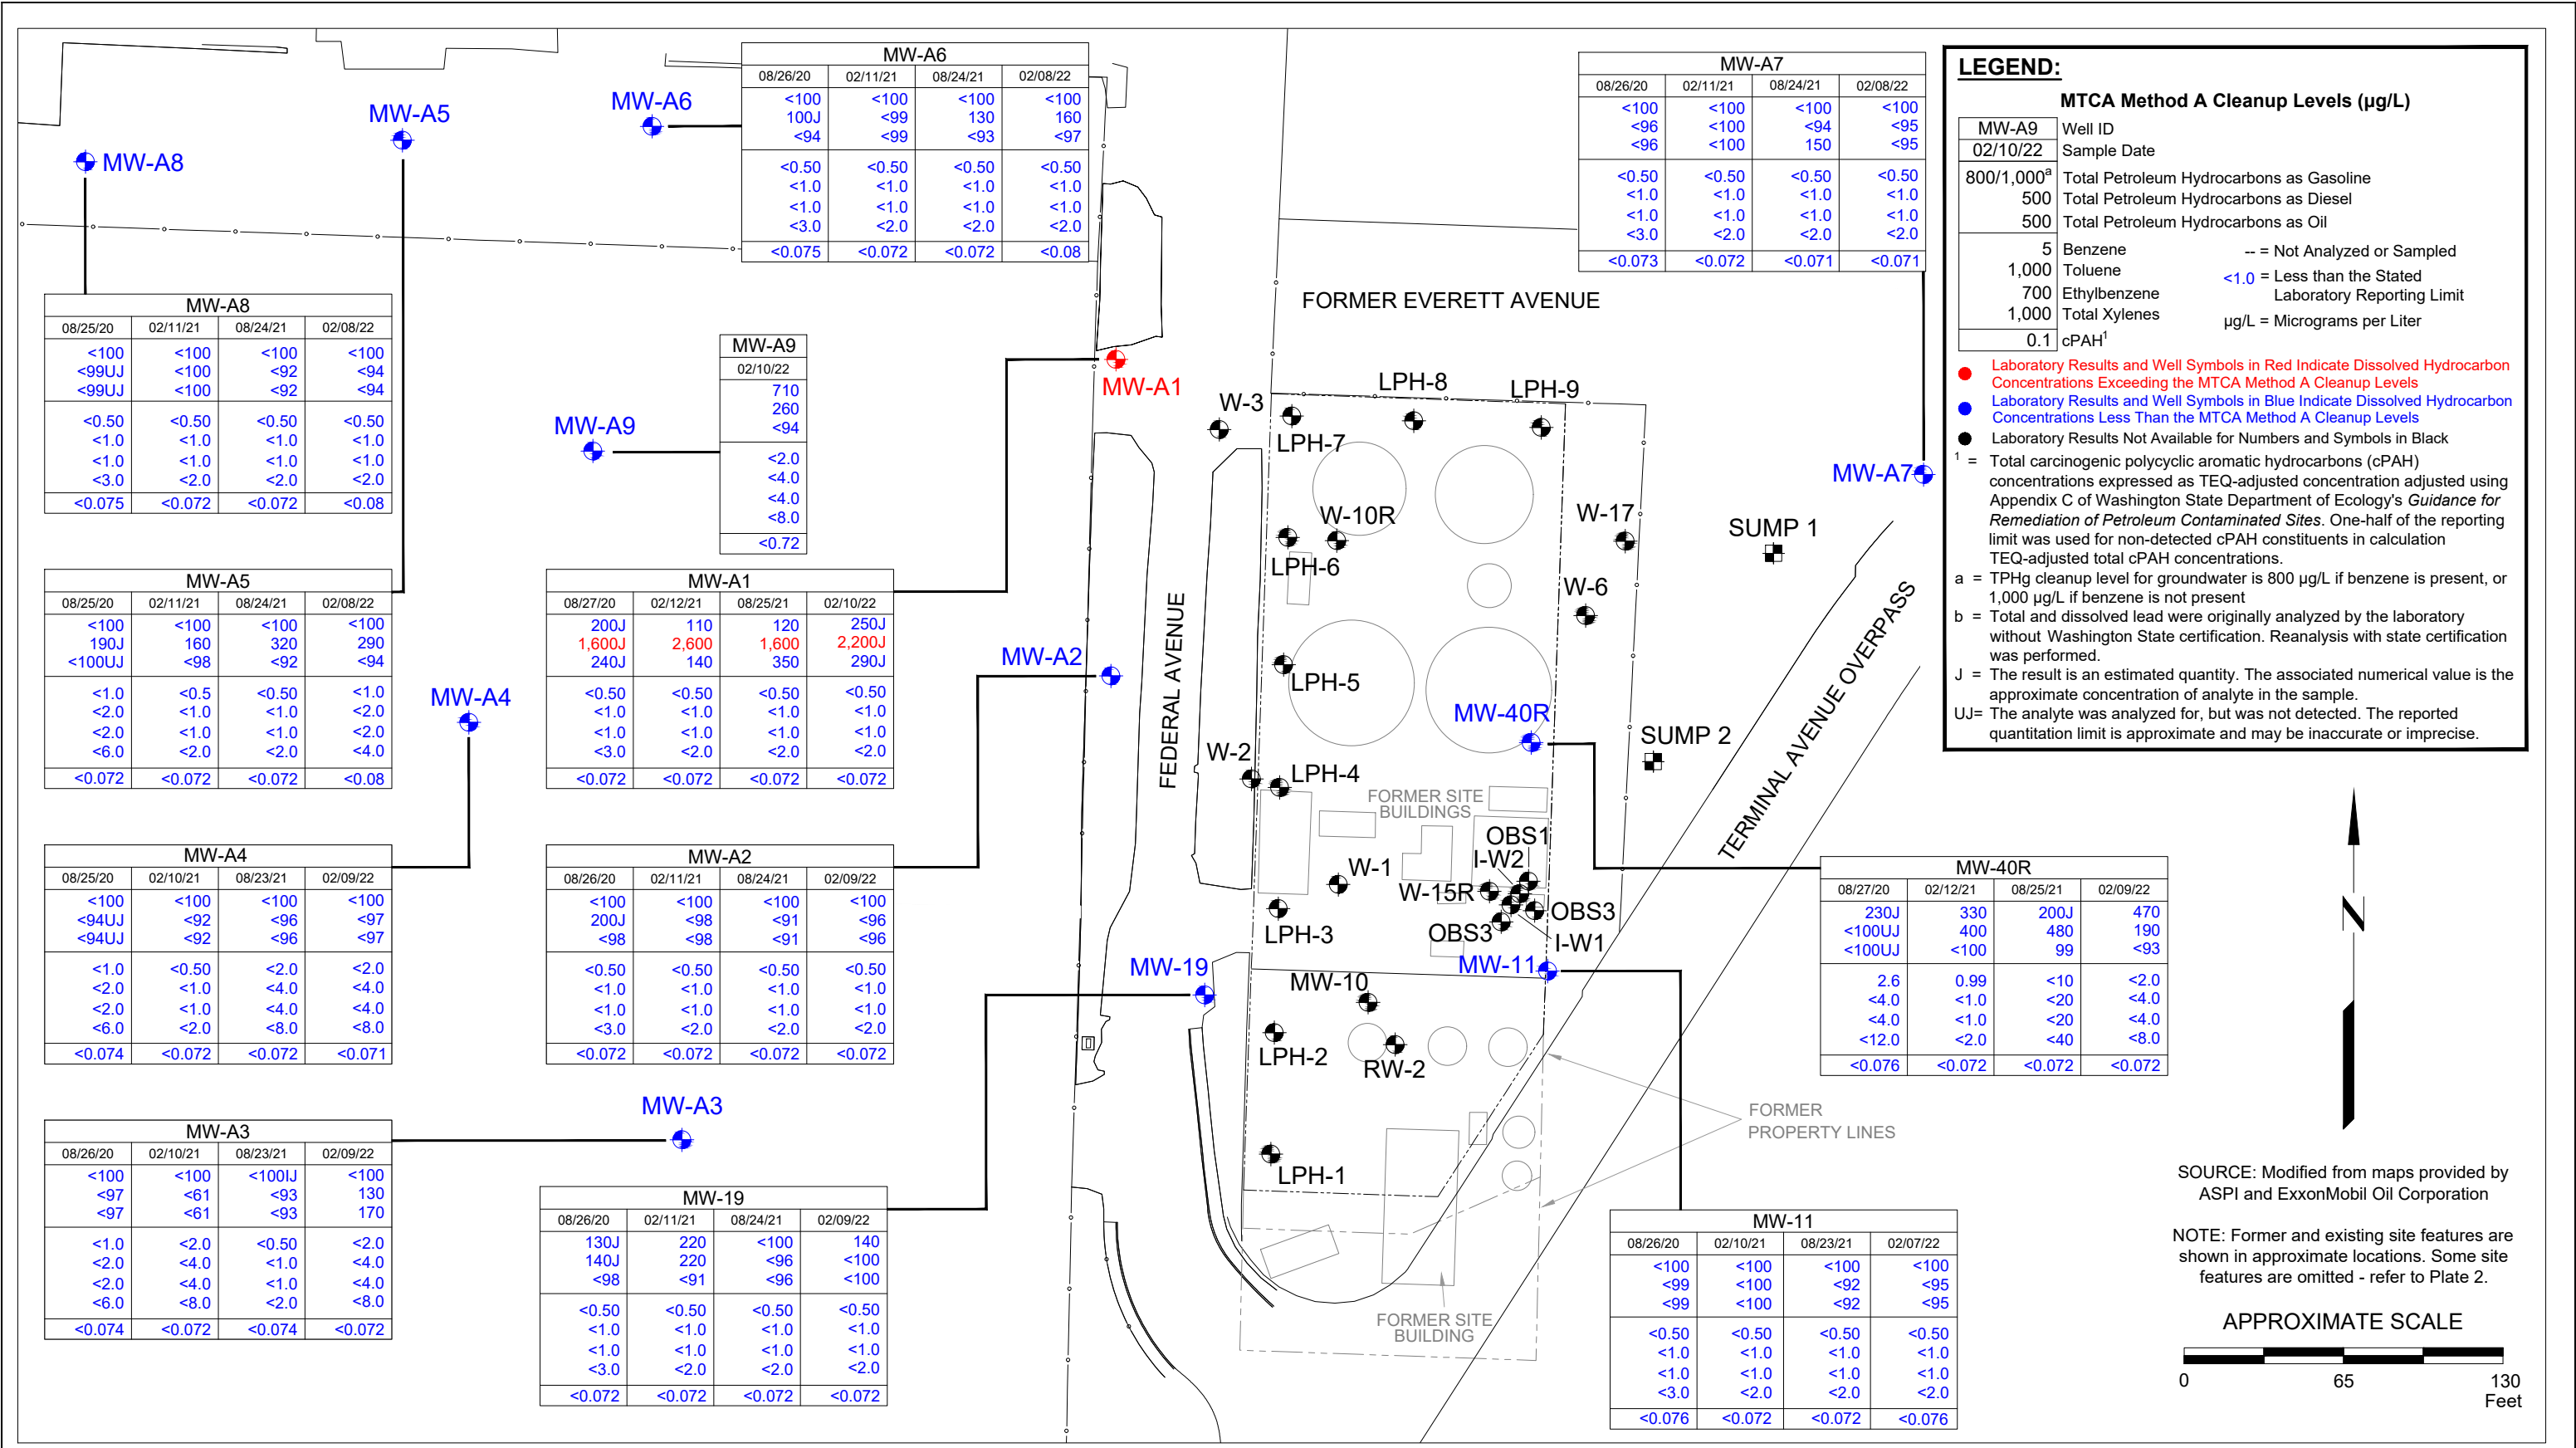 MW-A6
08/26/20 02/11/21 08/24/21 02/08/22
<100 <100 <100 <100
100J <99 130 160
<94 <99 <93 <97
<0.50 <0.50 <0.50 <0.50
<1.0 <1.0 <1.0 <1.0
<1.0 <1.0 <1.0 <1.0
<3.0 <2.0 <2.0 <2.0
<0.075 <0.072 <0.072 <0.08
MW-A7
08/26/20 02/11/21 08/24/21 02/08/22
<100 <100 <100 <100
<96 <100 <94 <95
<96 <100 150 <95
<0.50 <0.50 <0.50 <0.50
<1.0 <1.0 <1.0 <1.0
<1.0 <1.0 <1.0 <1.0
<3.0 <2.0 <2.0 <2.0
<0.073 <0.072 <0.071 <0.071
MW-A8
MW-A5
MW-A6
MW-A8
08/25/20 02/11/21 08/24/21 02/08/22
<100 <100 <100 <100
<99UJ <100 <92 <94
<99UJ <100 <92 <94
<0.50 <0.50 <0.50 <0.50
<1.0 <1.0 <1.0 <1.0
<1.0 <1.0 <1.0 <1.0
<3.0 <2.0 <2.0 <2.0
<0.075 <0.072 <0.072 <0.08
MW-A9
02/10/22
710
260
<94
<2.0
<4.0
<4.0
<8.0
<0.72
MW-A9
MW-A5
08/25/20 02/11/21 08/24/21 02/08/22
<100 <100 <100 <100
190J 160 320 290
<100UJ <98 <92 <94
<1.0 <0.5 <0.50 <1.0
<2.0 <1.0 <1.0 <2.0
<2.0 <1.0 <1.0 <2.0
<6.0 <2.0 <2.0 <4.0
<0.072 <0.072 <0.072 <0.08
MW-A1
08/27/20 02/12/21 08/25/21 02/10/22
200J 110 120 250J
1,600J 2,600 1,600 2,200J
240J 140 350 290J
<0.50 <0.50 <0.50 <0.50
<1.0 <1.0 <1.0 <1.0
<1.0 <1.0 <1.0 <1.0
<3.0 <2.0 <2.0 <2.0
<0.072 <0.072 <0.072 <0.072
MW-A4
MW-A4
08/25/20 02/10/21 08/23/21 02/09/22
<100 <100 <100 <100
<94UJ <92 <96 <97
<94UJ <92 <96 <97
<1.0 <0.50 <2.0 <2.0
<2.0 <1.0 <4.0 <4.0
<2.0 <1.0 <4.0 <4.0
<6.0 <2.0 <8.0 <8.0
<0.074 <0.072 <0.072 <0.071
MW-A2
08/26/20 02/11/21 08/24/21 02/09/22
<100 <100 <100 <100
200J <98 <91 <96
<98 <98 <91 <96
<0.50 <0.50 <0.50 <0.50
<1.0 <1.0 <1.0 <1.0
<1.0 <1.0 <1.0 <1.0
<3.0 <2.0 <2.0 <2.0
<0.072 <0.072 <0.072 <0.072
MW-A3
MW-A3
08/26/20 02/10/21 08/23/21 02/09/22
<100 <100 <100IJ <100
<97 <61 <93 130
<97 <61 <93 170
<1.0 <2.0 <0.50 <2.0
<2.0 <4.0 <1.0 <4.0
<2.0 <4.0 <1.0 <4.0
<6.0 <8.0 <2.0 <8.0
<0.074 <0.072 <0.074 <0.072
MW-19
08/26/20 02/11/21 08/24/21 02/09/22
130J 220 <100 140
140J 220 <96 <100
<98 <91 <96 <100
<0.50 <0.50 <0.50 <0.50
<1.0 <1.0 <1.0 <1.0
<1.0 <1.0 <1.0 <1.0
<3.0 <2.0 <2.0 <2.0
<0.072 <0.072 <0.072 <0.072
FORMER EVERETT AVENUE
MW-A1
W-3
LPH-8
LPH-9
LPH-7
W-10R
LPH-6
W-17
SUMP 1
MW-A7
W-6
FEDERAL AVENUE
MW-A2
LPH-5
MW-40R
SUMP 2
TERMINAL AVENUE OVERPASS
W-2
LPH-4
FORMER SITE
BUILDINGS
OBS1
I-W2
W-1
W-15R
OBS3
LPH-3
OBS3
I-W1
MW-19
MW-11
MW-10
LPH-2
RW-2
FORMER
PROPERTY LINES
LPH-1
FORMER SITE
BUILDING
MW-40R
08/27/20 02/12/21 08/25/21 02/09/22
230J 330 200J 470
<100UJ 400 480 190
<100UJ <100 99 <93
2.6 0.99 <10 <2.0
<4.0 <1.0 <20 <4.0
<4.0 <1.0 <20 <4.0
<12.0 <2.0 <40 <8.0
<0.076 <0.072 <0.072 <0.072
MW-11
08/26/20 02/10/21 08/23/21 02/07/22
<100 <100 <100 <100
<99 <100 <92 <95
<99 <100 <92 <95
<0.50 <0.50 <0.50 <0.50
<1.0 <1.0 <1.0 <1.0
<1.0 <1.0 <1.0 <1.0
<3.0 <2.0 <2.0 <2.0
<0.076 <0.072 <0.072 <0.076
LEGEND:
MTCA Method A Cleanup Levels (µg/L)
MW-A9 Well ID
02/10/22 Sample Date
800/1,000a Total Petroleum Hydrocarbons as Gasoline
500 Total Petroleum Hydrocarbons as Diesel
500 Total Petroleum Hydrocarbons as Oil
5 Benzene -- = Not Analyzed or Sampled
1,000 Toluene <1.0 = Less than the Stated
700 Ethylbenzene Laboratory Reporting Limit
1,000 Total Xylenes µg/L = Micrograms per Liter
0.1 cPAH1
Laboratory Results and Well Symbols in Red Indicate Dissolved Hydrocarbon
Concentrations Exceeding the MTCA Method A Cleanup Levels
Laboratory Results and Well Symbols in Blue Indicate Dissolved Hydrocarbon
Concentrations Less Than the MTCA Method A Cleanup Levels
Laboratory Results Not Available for Numbers and Symbols in Black
1 = Total carcinogenic polycyclic aromatic hydrocarbons (cPAH)
concentrations expressed as TEQ-adjusted concentration adjusted using
Appendix C of Washington State Department of Ecology's Guidance for
Remediation of Petroleum Contaminated Sites. One-half of the reporting
limit was used for non-detected cPAH constituents in calculation
TEQ-adjusted total cPAH concentrations.
a = TPHg cleanup level for groundwater is 800 µg/L if benzene is present, or
1,000 µg/L if benzene is not present
b = Total and dissolved lead were originally analyzed by the laboratory
without Washington State certification. Reanalysis with state certification
was performed.
J = The result is an estimated quantity. The associated numerical value is the
approximate concentration of analyte in the sample.
UJ= The analyte was analyzed for, but was not detected. The reported
quantitation limit is approximate and may be inaccurate or imprecise.
N
SOURCE: Modified from maps provided by
ASPI and ExxonMobil Oil Corporation
NOTE: Former and existing site features are
shown in approximate locations. Some site
features are omitted - refer to Plate 2.
APPROXIMATE SCALE
0 65 130
Feet